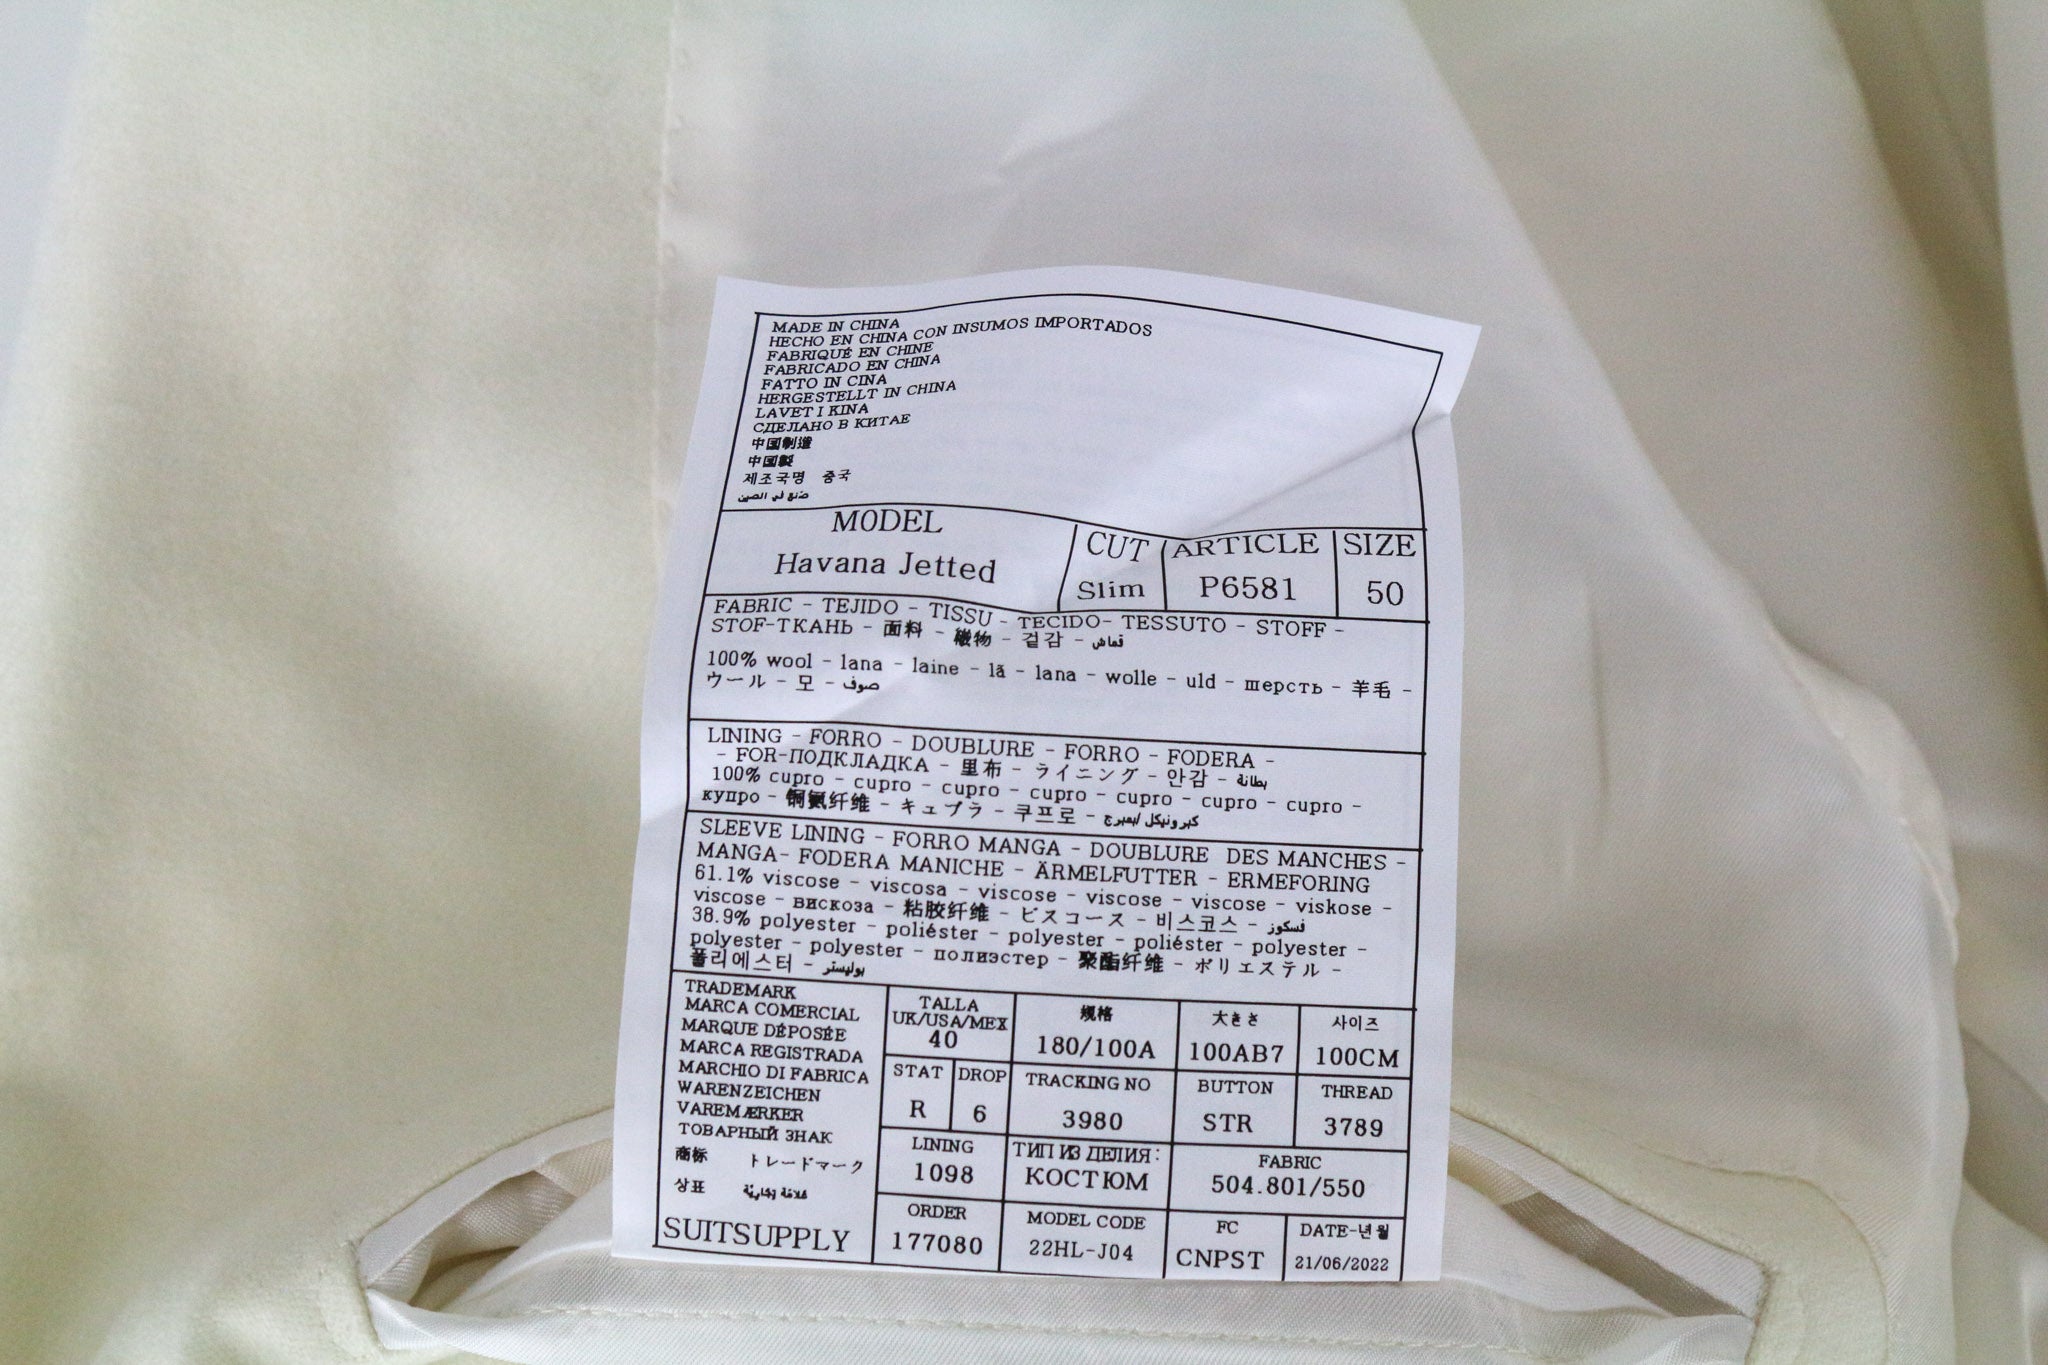 MADE IN CHINA
HECHO EN CHINA CON INSUMOS IMPORTADOS
FABRIQUÉ EN CHINE
FABRICADO EN CHINA
FATTO IN CINA
HERGESTELLT IN CHINA
LAVET I KINA
СДЕЛАНО В КИТАЕ
中国制造
中国製
제조국명 중국
صنع في الصين
MODEL
Havana Jetted
CUT
Slim
ARTICLE
P6581
SIZE
50
FABRIC - TEJIDO - TISSU - TECIDO- TESSUTO - STOFF -
STOF-ТКАНЬ - 面料 - 織物 - 겉감 - قماش
100% wool - lana - laine - lã - lana - wolle - uld - шерсть - 羊毛 -
ウール - 모 - صوف
LINING - FORRO - DOUBLURE - FORRO - FODERA -
- FOR-ПОДКЛАДКА - 里布 - ライニング - 안감 - بطانة
100% cupro - cupro - cupro - cupro - cupro - cupro - cupro -
купро - 铜氨纤维 - キュプラ - 쿠프로 -
SLEEVE LINING - FORRO MANGA - DOUBLURE DES MANCHES -
MANGA- FODERA MANICHE - ÄRMELFUTTER - ERMEFORING
61.1% viscose - viscosa - viscose - viscose - viscose - viskose -
viscose - вискоза - 粘胶纤维 - ビスコース - 비스코스 - فسكوز
38.9% polyester - poliéster - polyester - poliéster - polyester -
polyester - polyester - полиэстер - 聚酯纤维 - ポリエステル -
폴리에스터 - بوليستر
TRADEMARK
MARCA COMERCIAL
MARQUE DÉPOSÉE
MARCA REGISTRADA
MARCHIO DI FABRICA
WARENZEICHEN
VAREMÆRKER
ТОВАРНЫЙ ЗНАК
商标 トレードマーク
상표 علامة تجارية
SUITSUPPLY
TALLA
UK/USA/MEX
40
规格
180/100A
大きさ
100AB7
사이즈
100CM
STAT
R
DROP
6
TRACKING NO
3980
BUTTON
STR
THREAD
3789
LINING
1098
ТИП ИЗ ДЕЛИЯ:
КОСТЮМ
FABRIC
504.801/550
ORDER
177080
MODEL CODE
22HL-J04
FC
CNPST
DATE-년월
21/06/2022